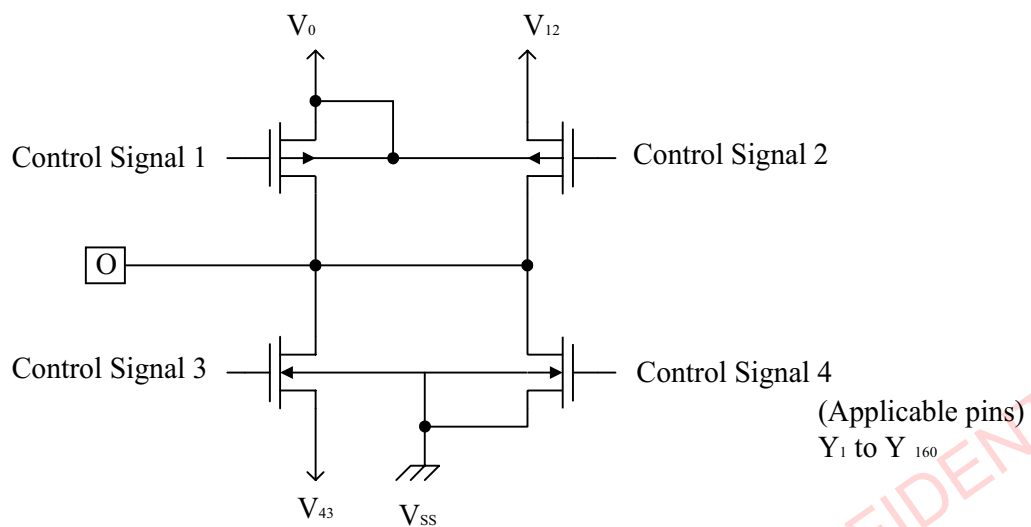 V₀
V₁₂
Control Signal 1
Control Signal 2
O
Control Signal 3
Control Signal 4
(Applicable pins)
Y₁ to Y ₁₆₀
V₄₃
V_SS